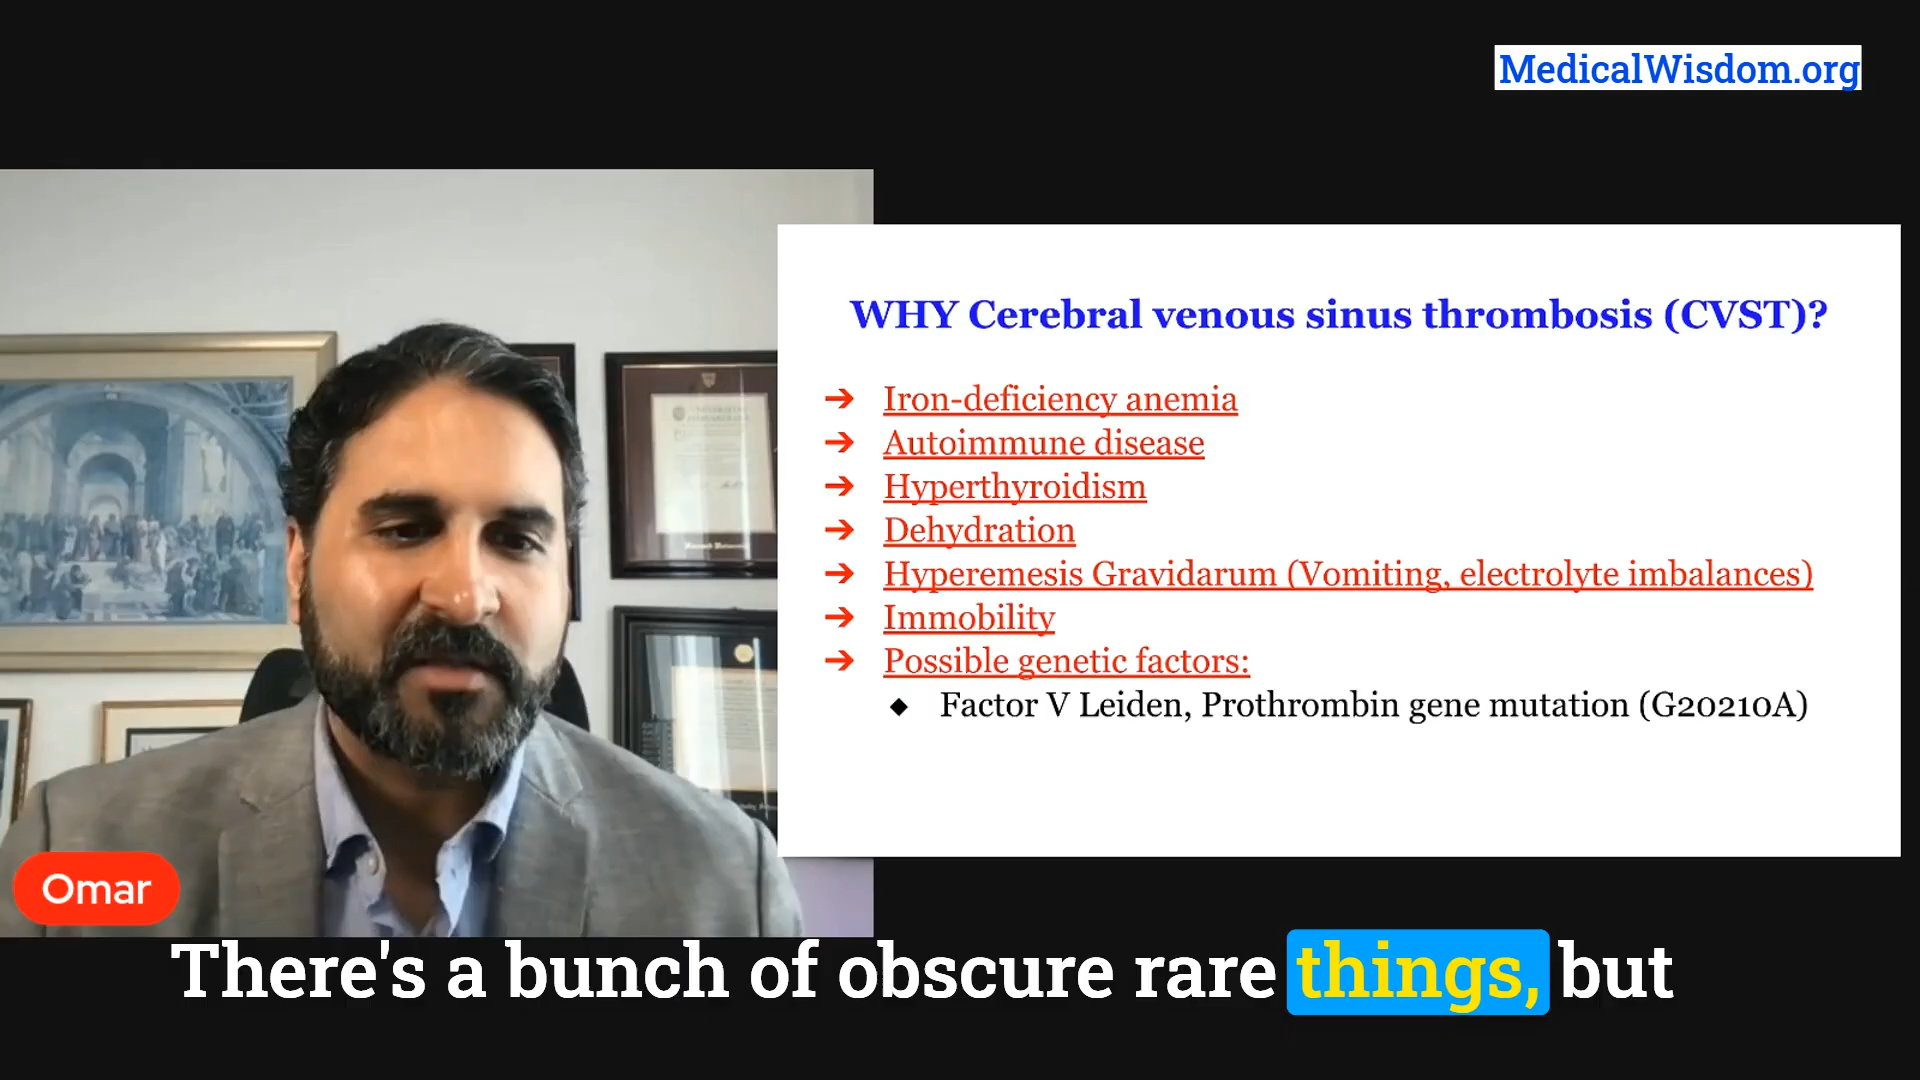 MedicalWisdom.org
WHY Cerebral venous sinus thrombosis (CVST)?
➔ Iron-deficiency anemia
➔ Autoimmune disease
➔ Hyperthyroidism
➔ Dehydration
➔ Hyperemesis Gravidarum (Vomiting, electrolyte imbalances)
➔ Immobility
➔ Possible genetic factors:
◆ Factor V Leiden, Prothrombin gene mutation (G20210A)
Omar
There's a bunch of obscure rare things, but